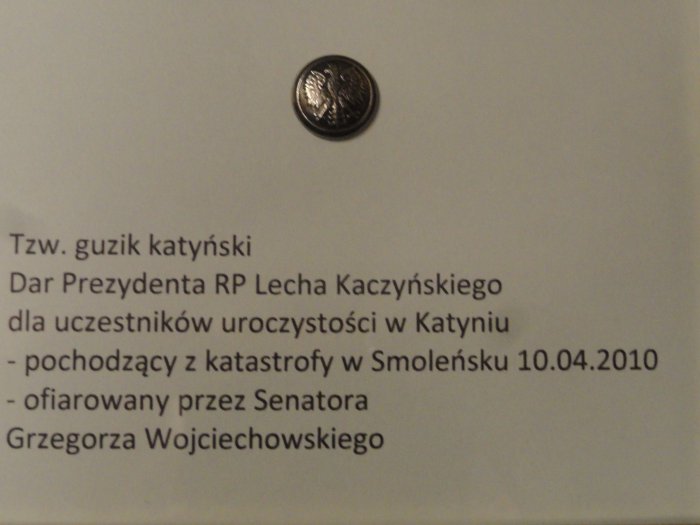 Tzw. guzik katyński
Dar Prezydenta RP Lecha Kaczyńskiego
dla uczestników uroczystości w Katyniu
- pochodzący z katastrofy w Smoleńsku 10.04.2010
- ofiarowany przez Senatora
Grzegorza Wojciechowskiego